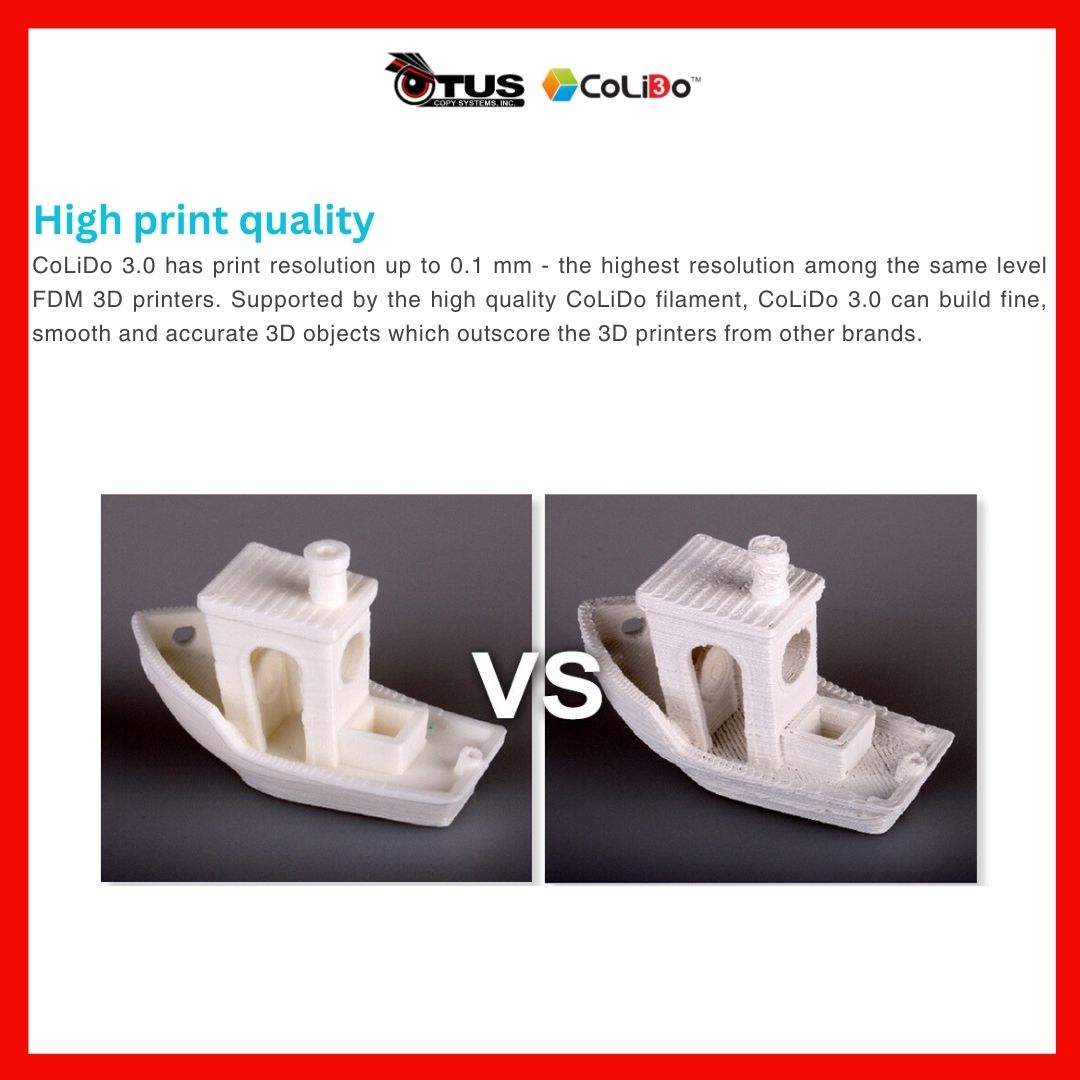 OTUS
COPY SYSTEMS, INC.
CoLiDo™
High print quality
CoLiDo 3.0 has print resolution up to 0.1 mm - the highest resolution among the same level
FDM 3D printers. Supported by the high quality CoLiDo filament, CoLiDo 3.0 can build fine,
smooth and accurate 3D objects which outscore the 3D printers from other brands.
VS